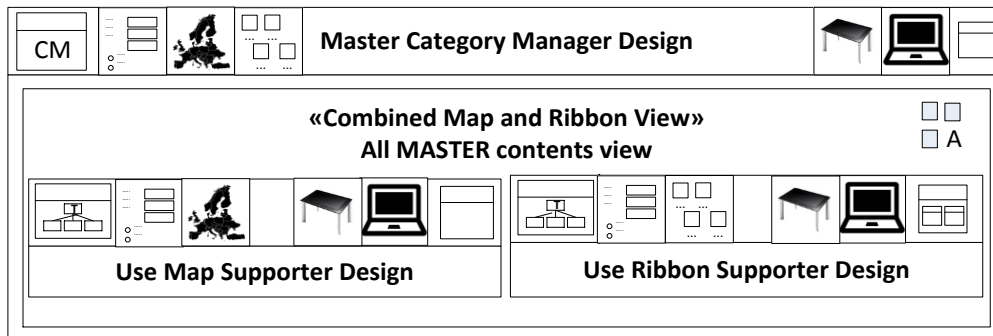 CM
Master Category Manager Design
«Combined Map and Ribbon View»
All MASTER contents view
A
T
T
Use Map Supporter Design
Use Ribbon Supporter Design